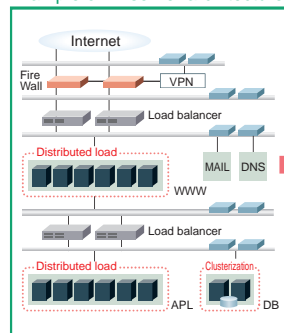 Internet
Fire
Wall
VPN
Load balancer
Distributed load
MAIL
DNS
WWW
Load balancer
Distributed load
Clusterization
APL
DB